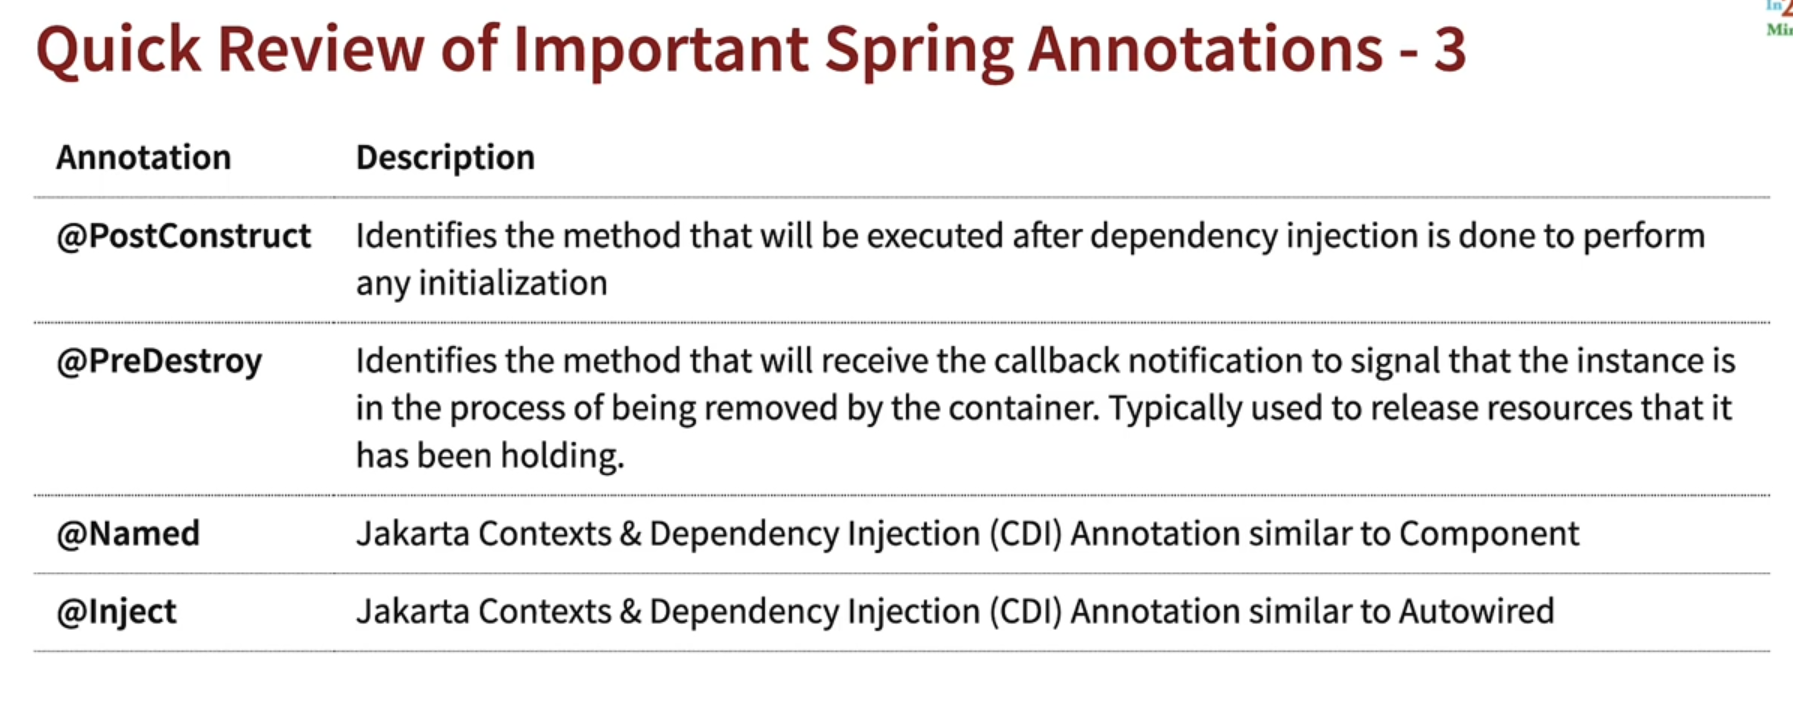 In2
Quick Review of Important Spring Annotations - 3
Annotation Description
@PostConstruct Identifies the method that will be executed after dependency injection is done to perform
any initialization
@PreDestroy Identifies the method that will receive the callback notification to signal that the instance is
in the process of being removed by the container. Typically used to release resources that it
has been holding.
@Named Jakarta Contexts & Dependency Injection (CDI) Annotation similar to Component
@Inject Jakarta Contexts & Dependency Injection (CDI) Annotation similar to Autowired